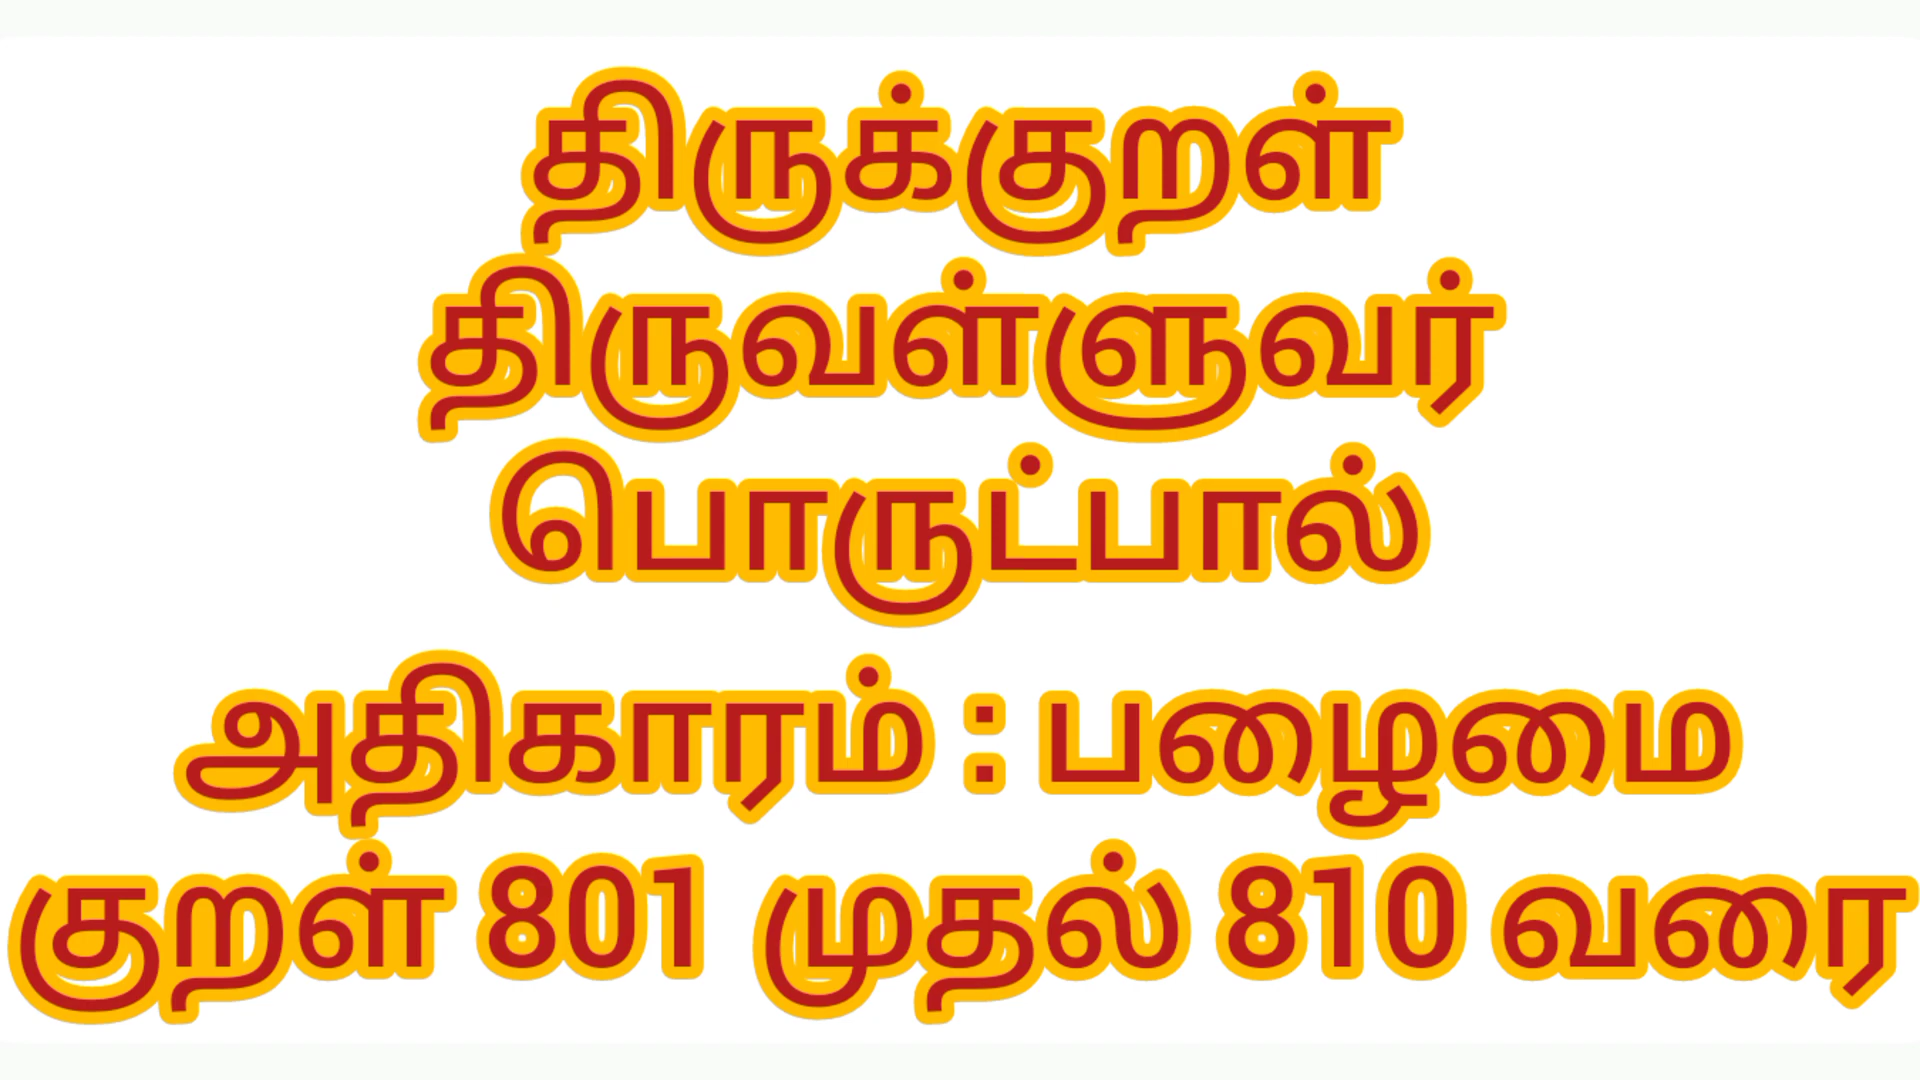 திருக்குறள்
திருவள்ளுவர்
பொருட்பால்
அதிகாரம் : பழைமை
குறள் 801 முதல் 810 வரை